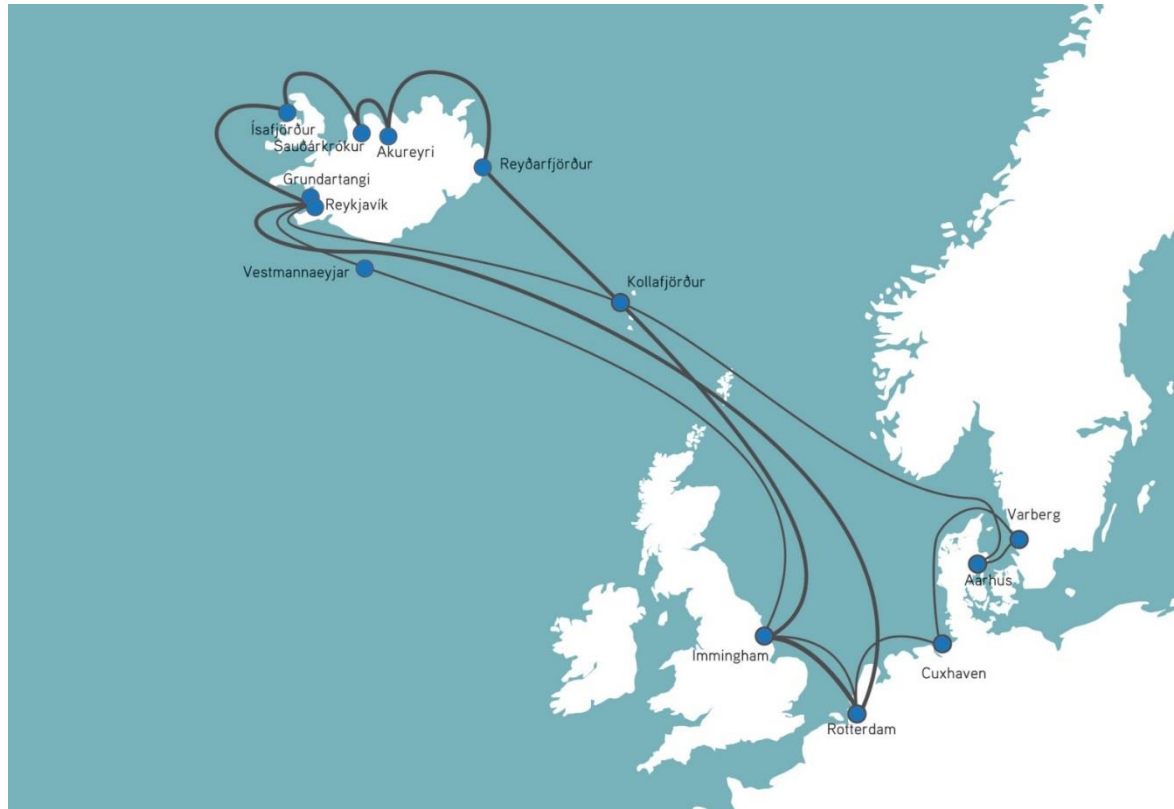 Ísafjörður
Sauðárkrókur
Akureyri
Reyðarfjörður
Grundartangi
Reykjavík
Vestmannaeyjar
Kollafjörður
Varberg
Aarhus
Immingham
Cuxhaven
Rotterdam